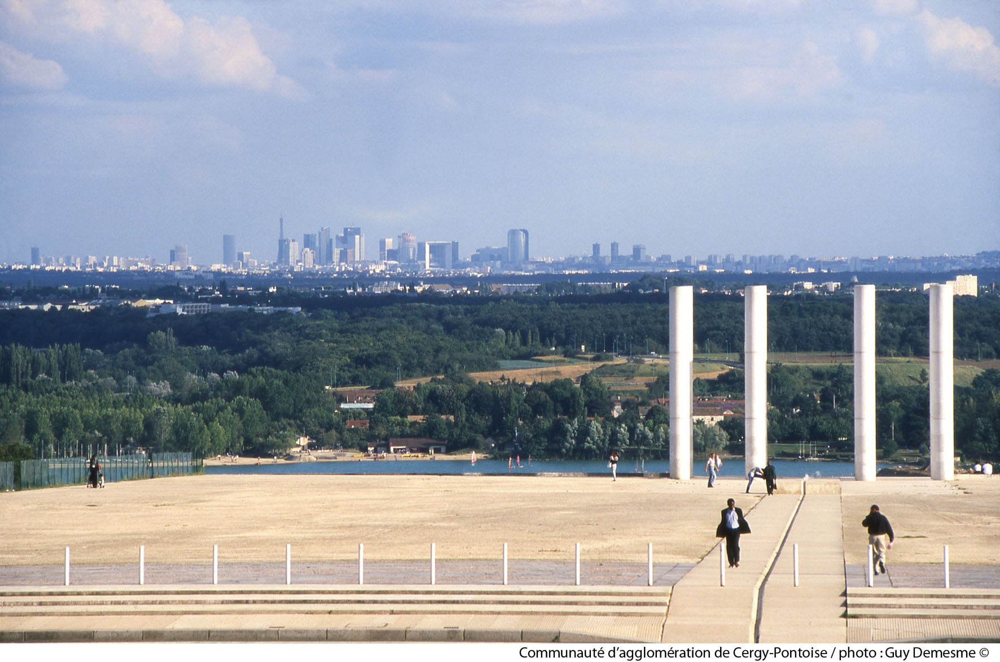 Communauté d’agglomération de Cergy-Pontoise / photo : Guy Demesme ©